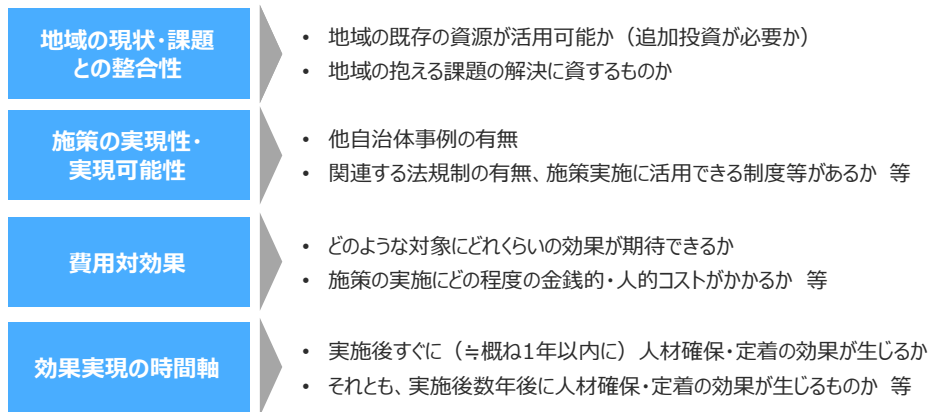 地域の現状・課題
との整合性
• 地域の既存の資源が活用可能か（追加投資が必要か）
• 地域の抱える課題の解決に資するものか
施策の実現性・
実現可能性
• 他自治体事例の有無
• 関連する法規制の有無、施策実施に活用できる制度等があるか 等
費用対効果
• どのような対象にどれくらいの効果が期待できるか
• 施策の実施にどの程度の金銭的・人的コストがかかるか 等
効果実現の時間軸
• 実施後すぐに（≒概ね1年以内に）人材確保・定着の効果が生じるか
• それとも、実施後数年後に人材確保・定着の効果が生じるものか 等